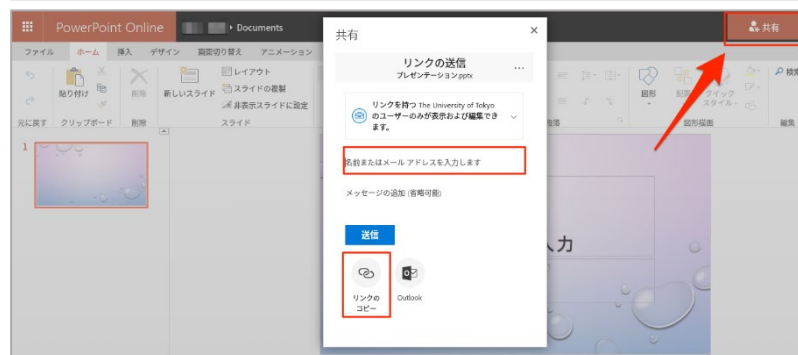 PowerPoint Online
Documents
共有
ファイル ホーム 挿入 デザイン 画面切り替え アニメーション
元に戻す
貼り付け
クリップボード
削除
削除
新しいスライド
レイアウト
スライドの複製
非表示スライドに設定
スライド
共有
×
リンクの送信
プレゼンテーション.pptx
...
リンクを持つ The University of Tokyo
のユーザーのみが表示および編集でき
ます。
名前またはメール アドレスを入力します
メッセージの追加 (省略可能)
送信
リンクの
コピー
Outlook
図形
配置
クイック
スタイル
図形描画
検索
編集
1
入力